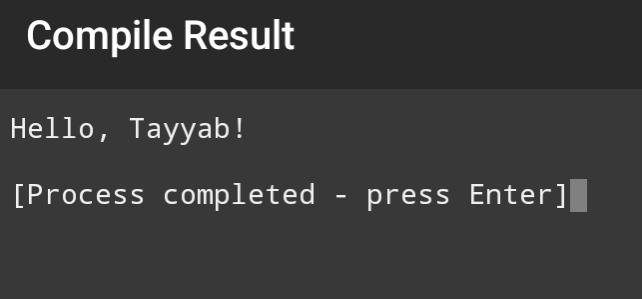 Compile Result
Hello, Tayyab!
[Process completed - press Enter]